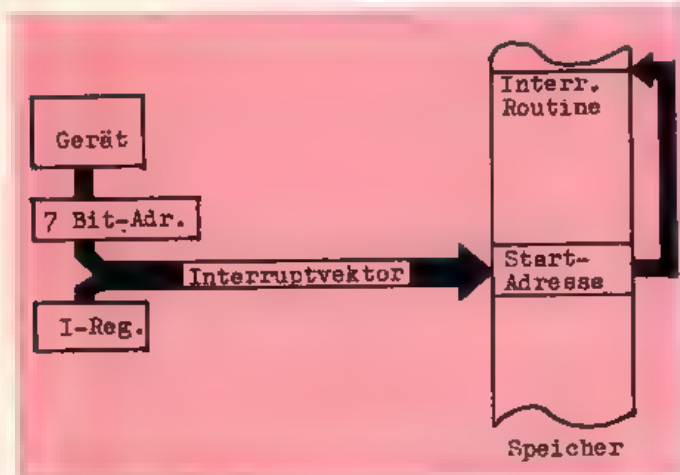 Gerät
7 Bit-Adr.
I-Reg.
Interruptvektor
Interr.
Routine
Start-
Adresse
Speicher